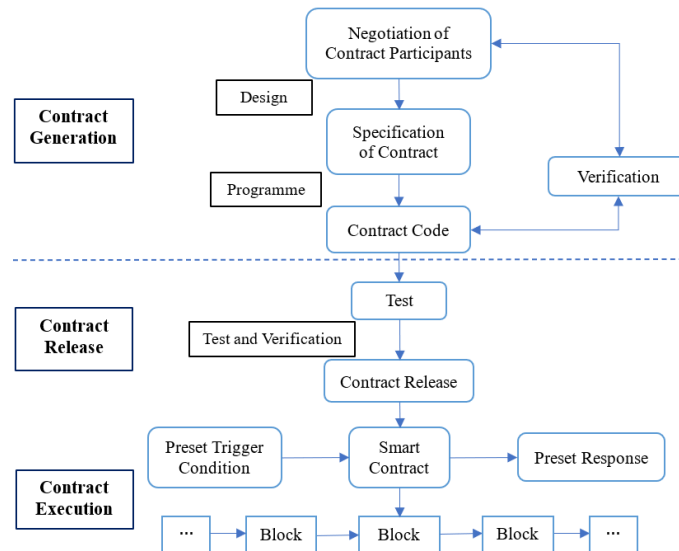 Negotiation of
Contract Participants
Design
Contract
Generation
Specification
of Contract
Programme
Verification
Contract Code
Test
Contract
Release
Test and Verification
Contract Release
Preset Trigger
Condition
Smart
Contract
Preset Response
Contract
Execution
...
Block
Block
Block
...